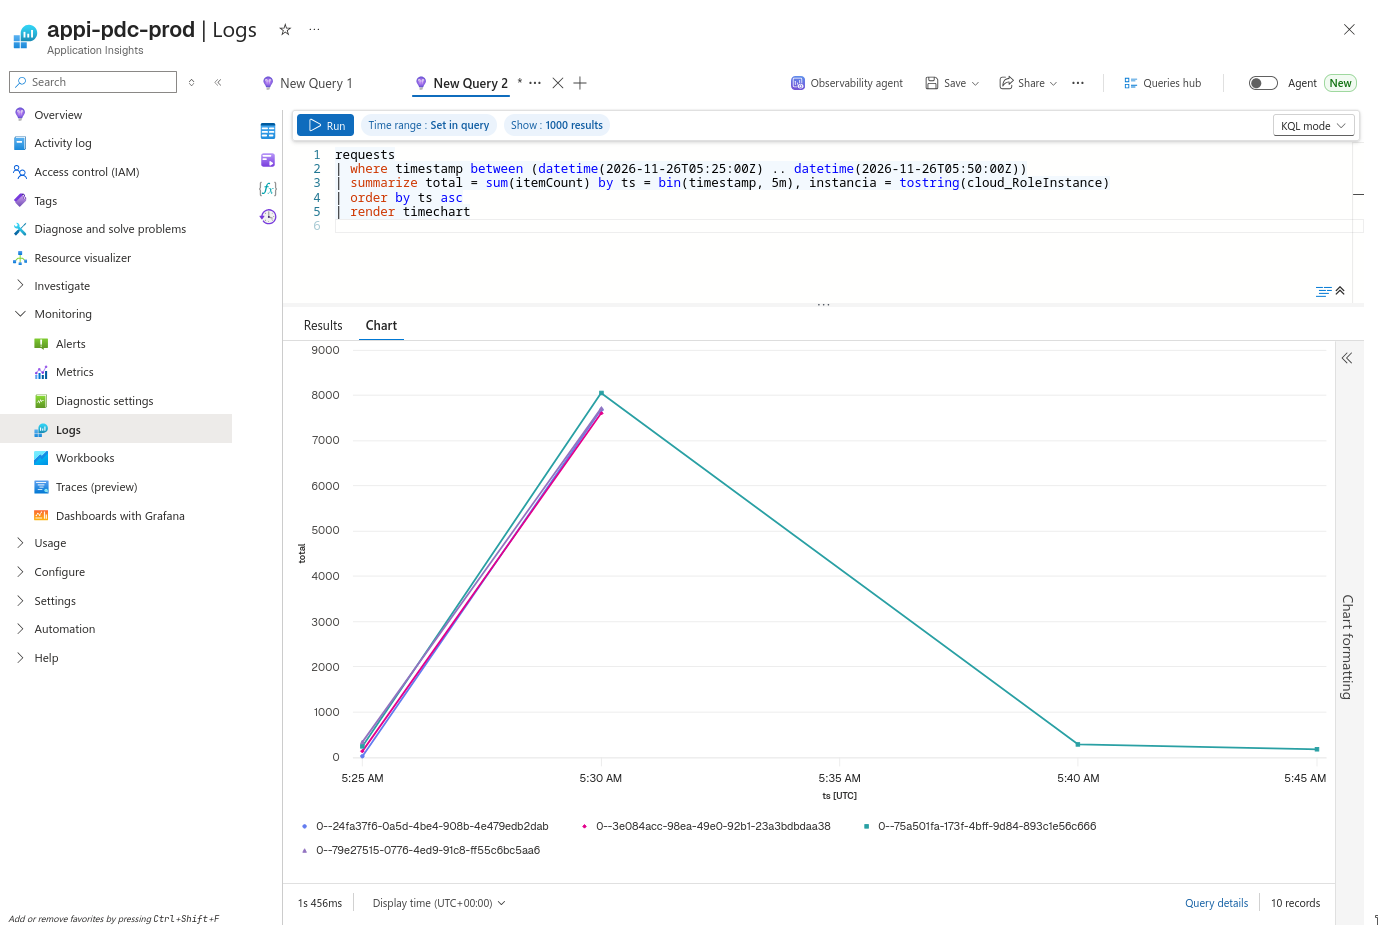 appi-pdc-prod | Logs
Application Insights
Search
New Query 1
New Query 2 *
Observability agent
Save
Share
Queries hub
Agent
New
Overview
Activity log
Access control (IAM)
Tags
Diagnose and solve problems
Resource visualizer
Investigate
Monitoring
Alerts
Metrics
Diagnostic settings
Logs
Workbooks
Traces (preview)
Dashboards with Grafana
Usage
Configure
Settings
Automation
Help
Add or remove favorites by pressing Ctrl+Shift+F
Run
Time range : Set in query
Show : 1000 results
KQL mode
1 requests
2 | where timestamp between (datetime(2026-11-26T05:25:00Z) .. datetime(2026-11-26T05:50:00Z))
3 | summarize total = sum(itemCount) by ts = bin(timestamp, 5m), instancia = tostring(cloud_RoleInstance)
4 | order by ts asc
5 | render timechart
6
Results
Chart
9000
8000
7000
6000
5000
4000
3000
2000
1000
0
total
5:25 AM
5:30 AM
5:35 AM
5:40 AM
5:45 AM
ts [UTC]
0--24fa37f6-0a5d-4be4-908b-4e479edb2dab
0--3e084acc-98ea-49e0-92b1-23a3bdbdaa38
0--75a501fa-173f-4bff-9d84-893c1e56c666
0--79e27515-0776-4ed9-91c8-ff55c6bc5aa6
Chart formatting
1s 456ms
Display time (UTC+00:00)
Query details
10 records